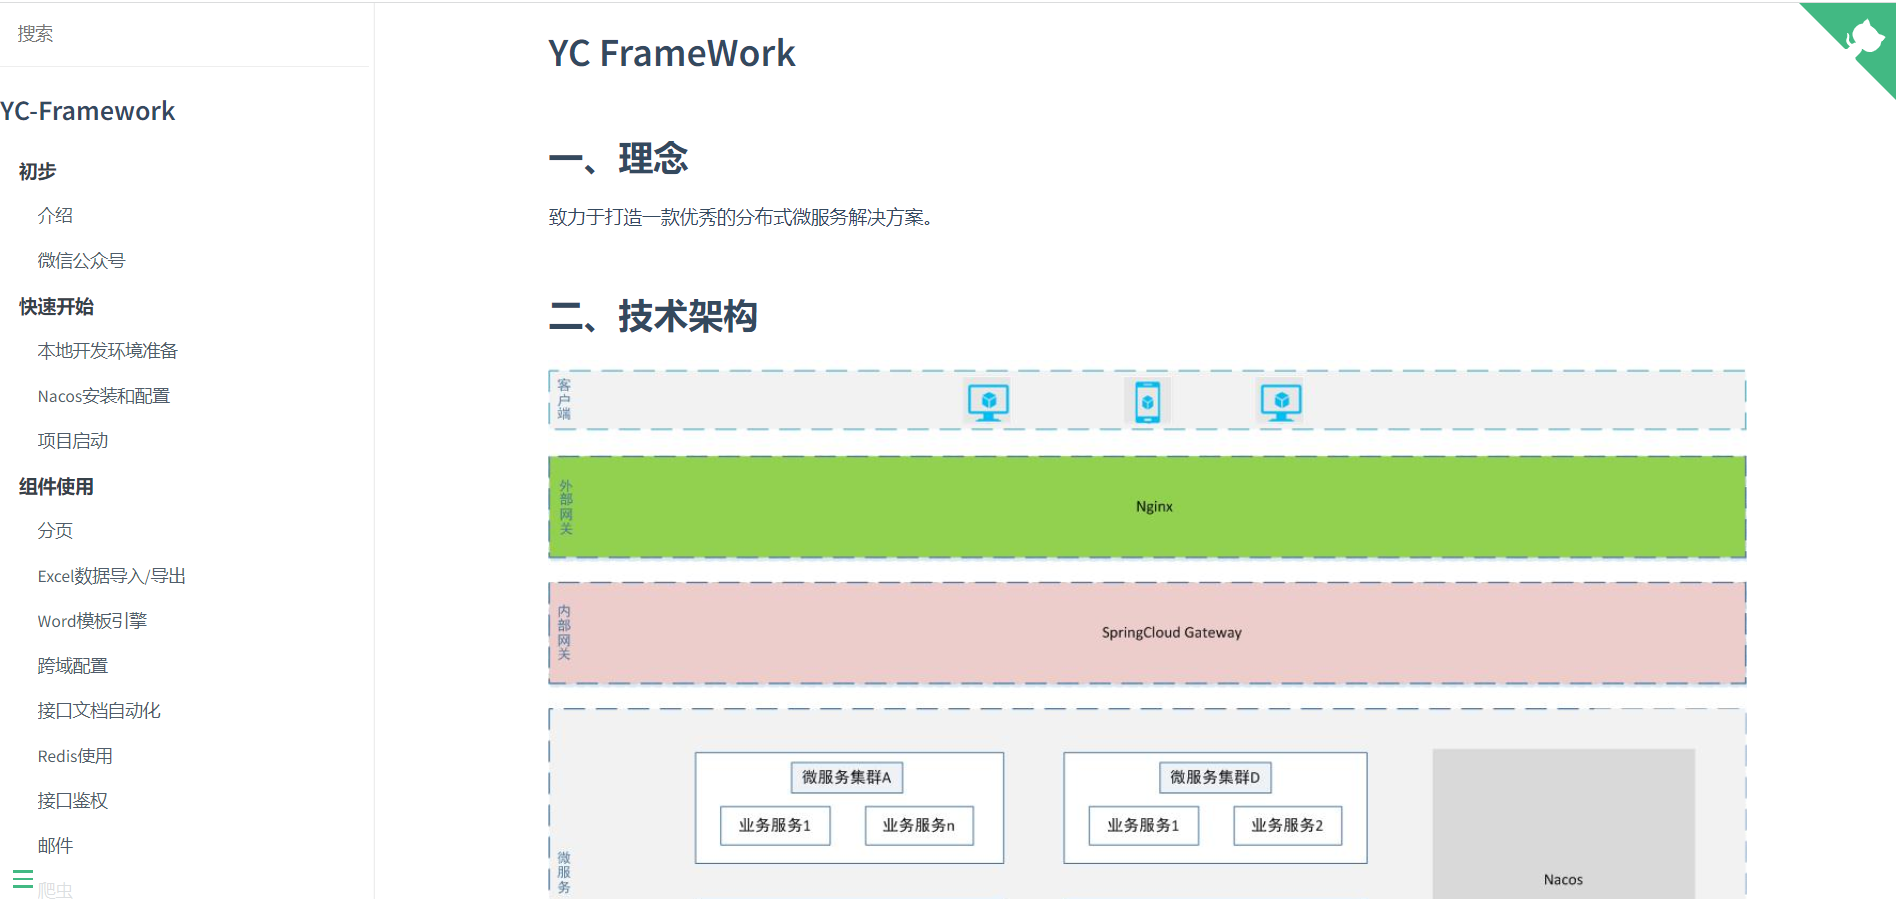 搜索
YC-Framework
初步
介绍
微信公众号
快速开始
本地开发环境准备
Nacos安装和配置
项目启动
组件使用
分页
Excel数据导入/导出
Word模板引擎
跨域配置
接口文档自动化
Redis使用
接口鉴权
邮件
爬虫
YC FrameWork
一、理念
致力于打造一款优秀的分布式微服务解决方案。
二、技术架构
客户端
外部网关
Nginx
内部网关
SpringCloud Gateway
微服务
微服务集群A
业务服务1
业务服务n
微服务集群D
业务服务1
业务服务2
Nacos